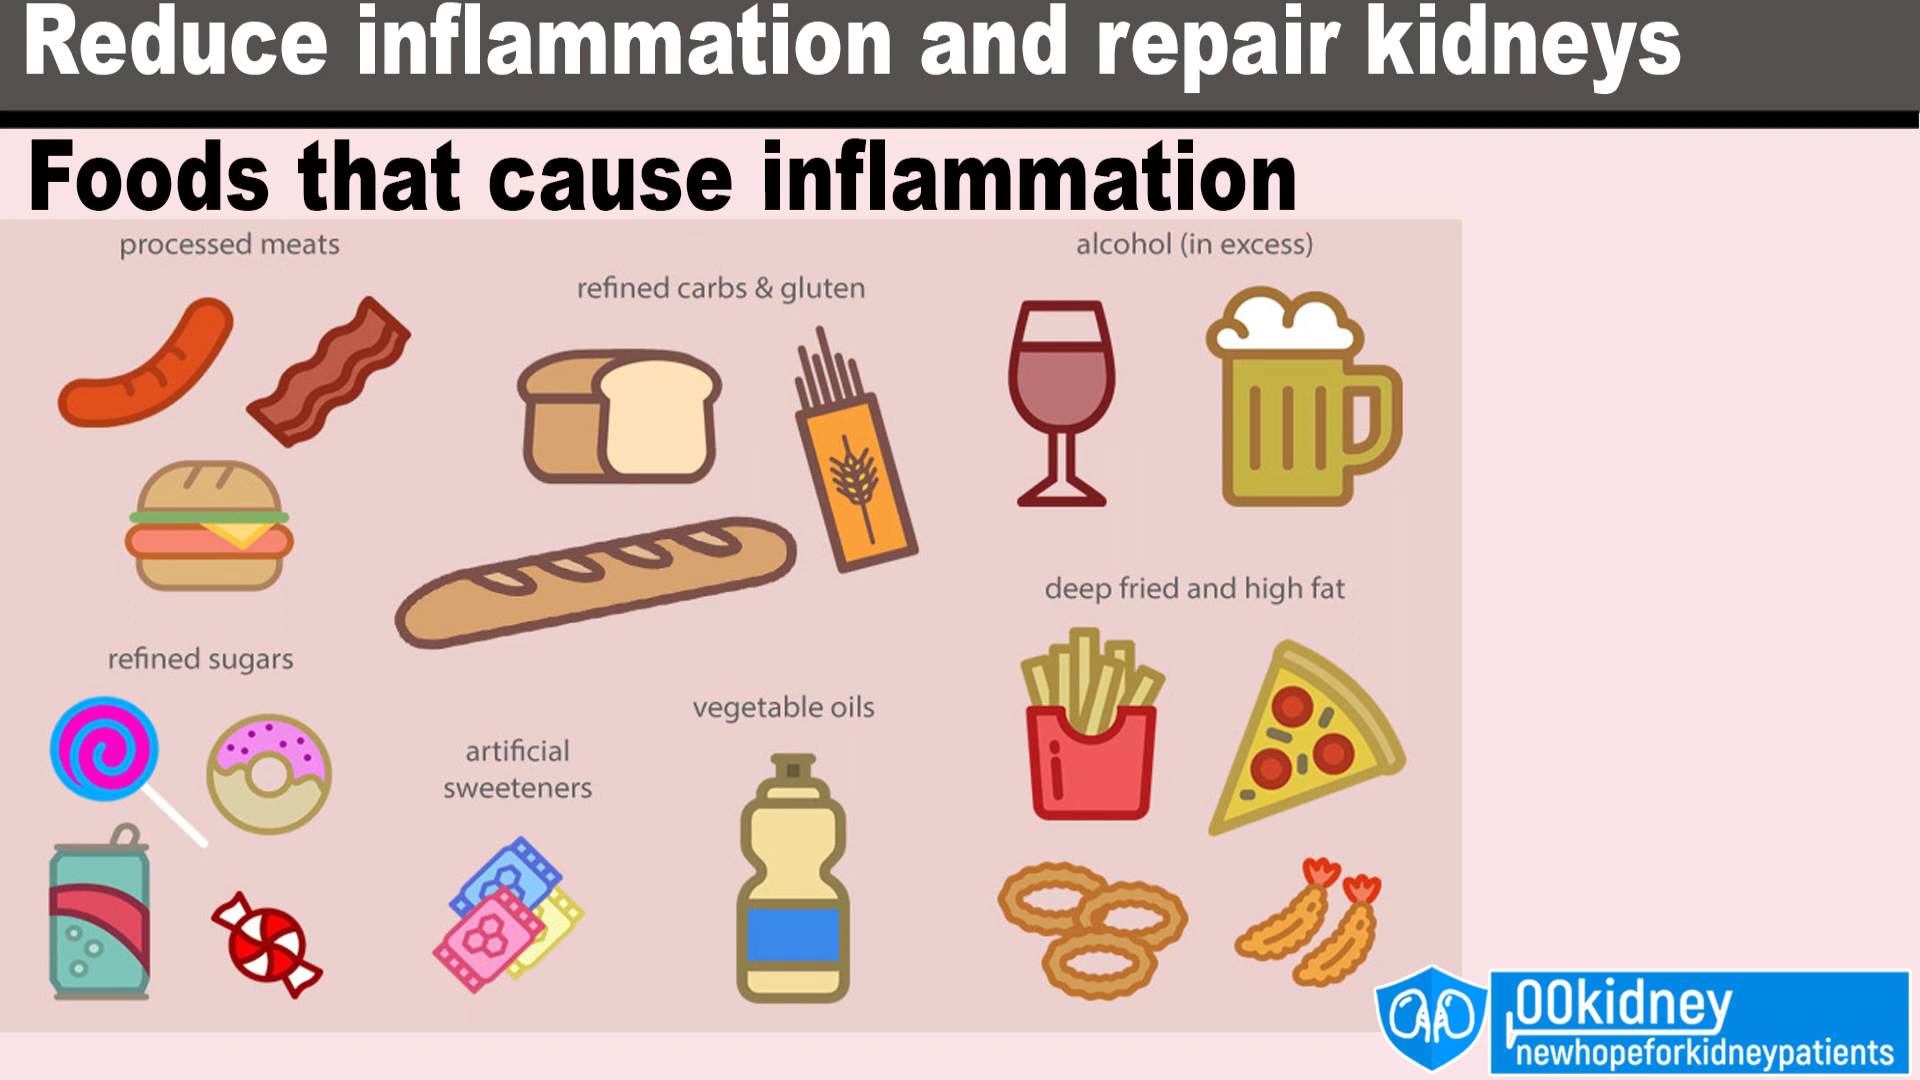 Reduce inflammation and repair kidneys
Foods that cause inflammation
processed meats
refined carbs & gluten
alcohol (in excess)
deep fried and high fat
refined sugars
artificial
sweeteners
vegetable oils
00kidney
newhopeforkidneypatients